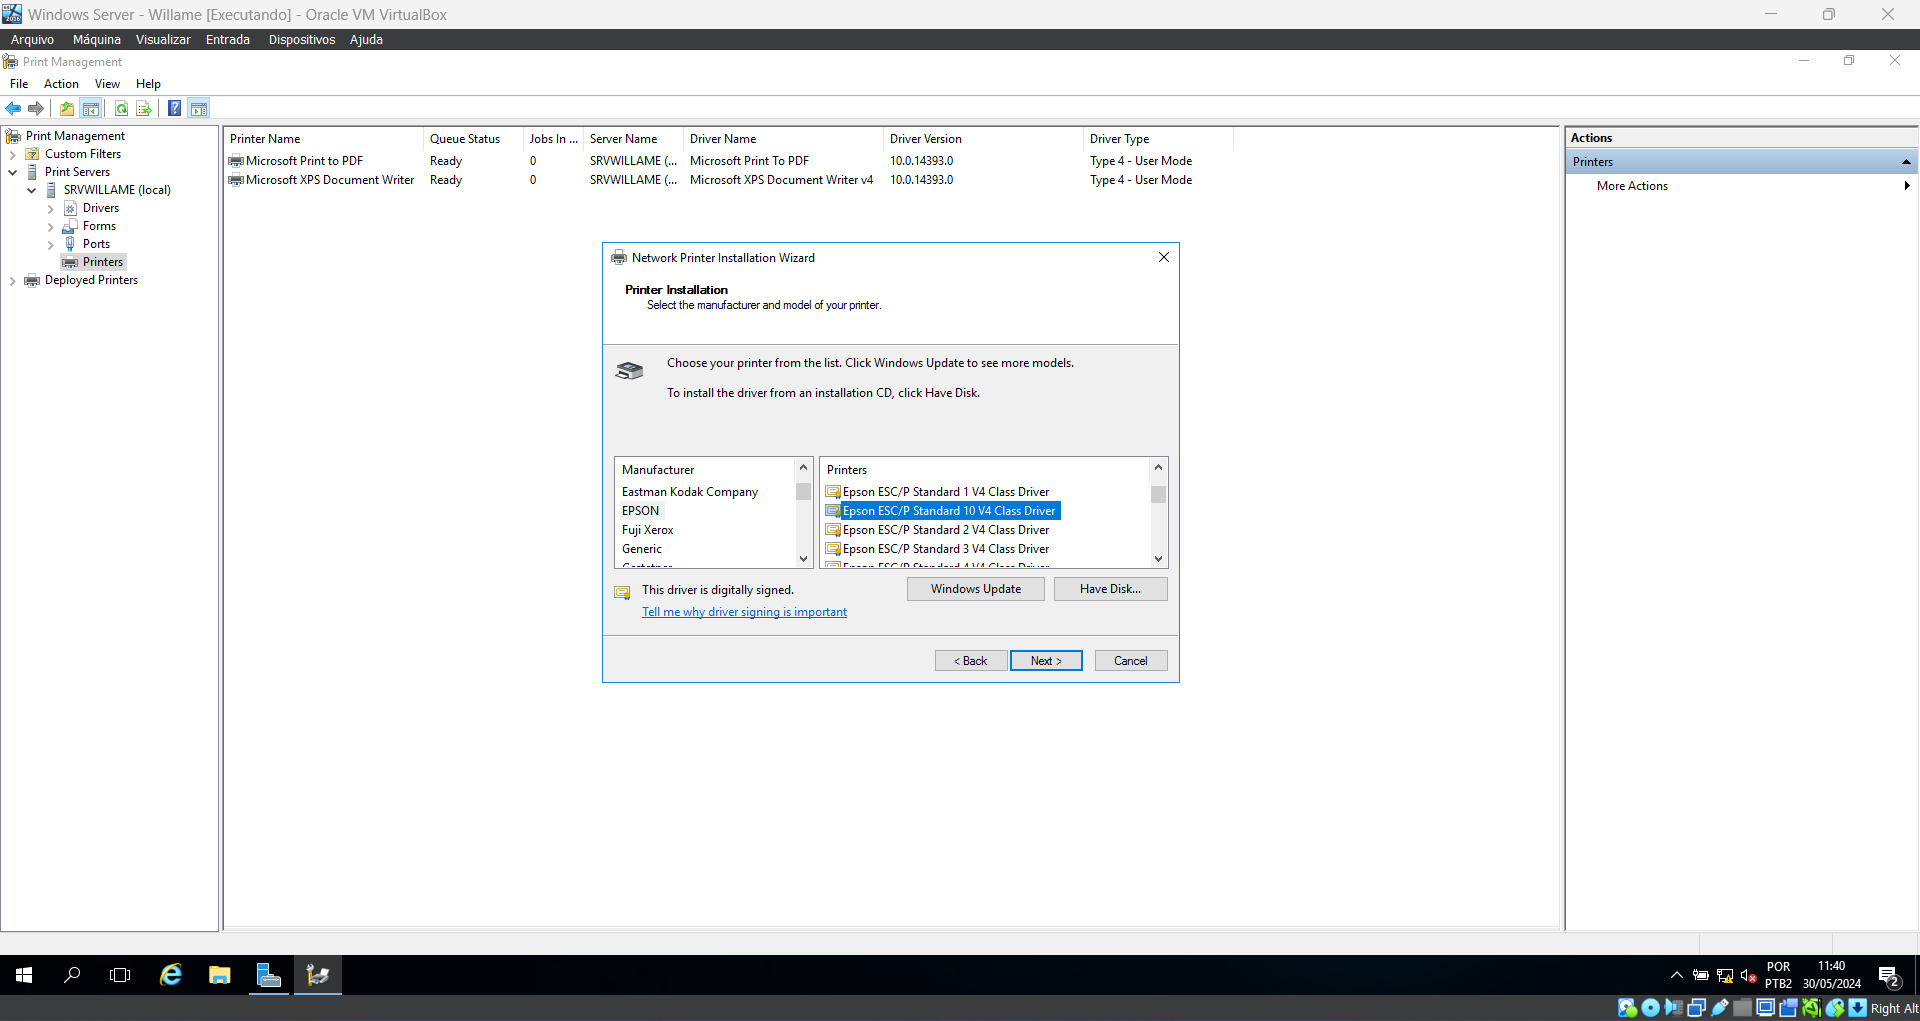 Windows Server - Willame [Executando] - Oracle VM VirtualBox
Arquivo Máquina Visualizar Entrada Dispositivos Ajuda
Print Management
File Action View Help
Print Management
Custom Filters
Print Servers
SRVWILLAME (local)
Drivers
Forms
Ports
Printers
Deployed Printers
Printer Name Queue Status Jobs In ... Server Name Driver Name Driver Version Driver Type
Microsoft Print to PDF Ready 0 SRVWILLAME (... Microsoft Print To PDF 10.0.14393.0 Type 4 - User Mode
Microsoft XPS Document Writer Ready 0 SRVWILLAME (... Microsoft XPS Document Writer v4 10.0.14393.0 Type 4 - User Mode
Actions
Printers
More Actions
Network Printer Installation Wizard
Printer Installation
Select the manufacturer and model of your printer.
Choose your printer from the list. Click Windows Update to see more models.
To install the driver from an installation CD, click Have Disk.
Manufacturer
Eastman Kodak Company
EPSON
Fuji Xerox
Generic
Printers
Epson ESC/P Standard 1 V4 Class Driver
Epson ESC/P Standard 10 V4 Class Driver
Epson ESC/P Standard 2 V4 Class Driver
Epson ESC/P Standard 3 V4 Class Driver
Epson ESC/P Standard 4 V4 Class Driver
This driver is digitally signed.
Tell me why driver signing is important
Windows Update Have Disk...
< Back Next > Cancel
POR
PTB2
11:40
30/05/2024
2
Right Alt